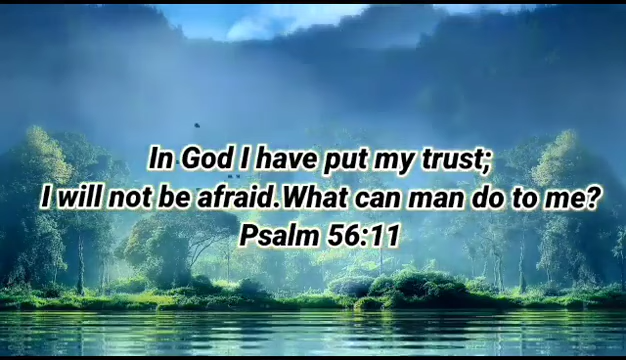 In God I have put my trust;
I will not be afraid.What can man do to me?
Psalm 56:11